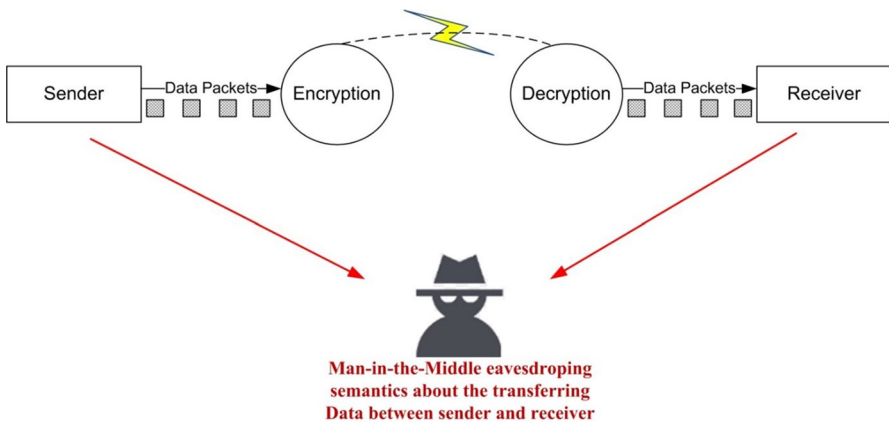 Sender
Data Packets
Encryption
Decryption
Data Packets
Receiver
Man-in-the-Middle eavesdroping
semantics about the transferring
Data between sender and receiver